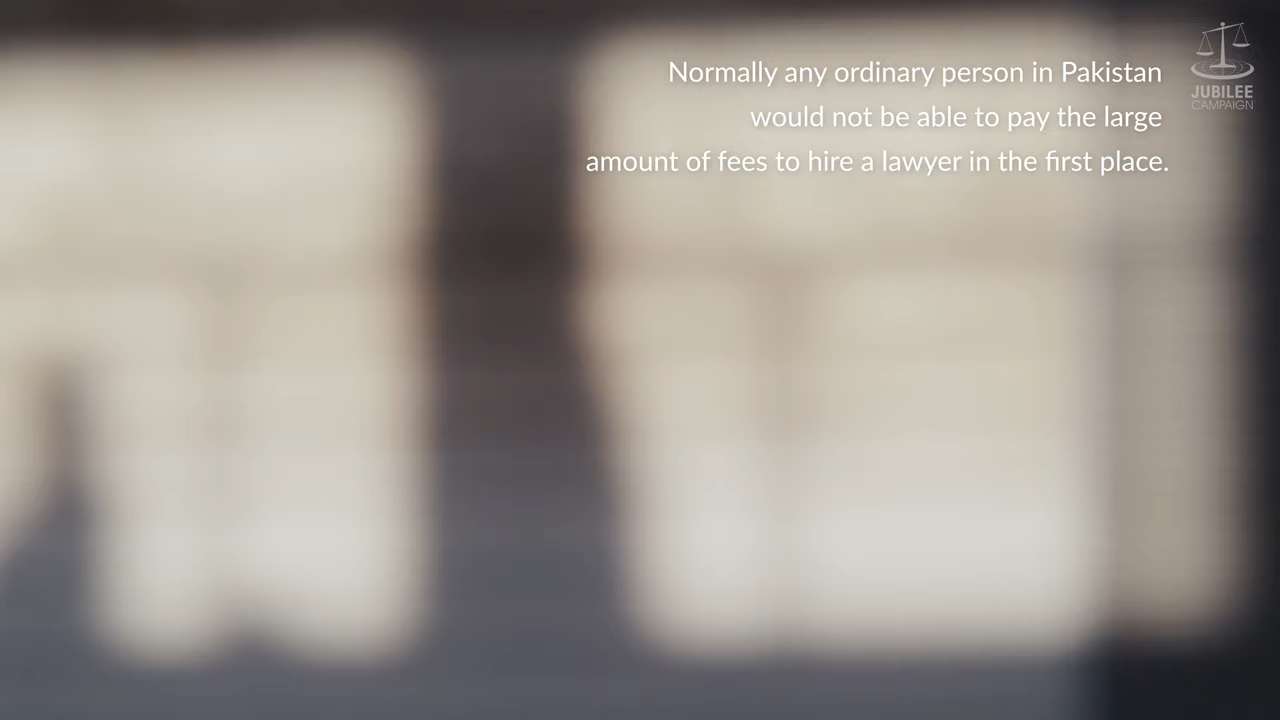 Normally any ordinary person in Pakistan
would not be able to pay the large
amount of fees to hire a lawyer in the first place.
JUBILEE
CAMPAIGN